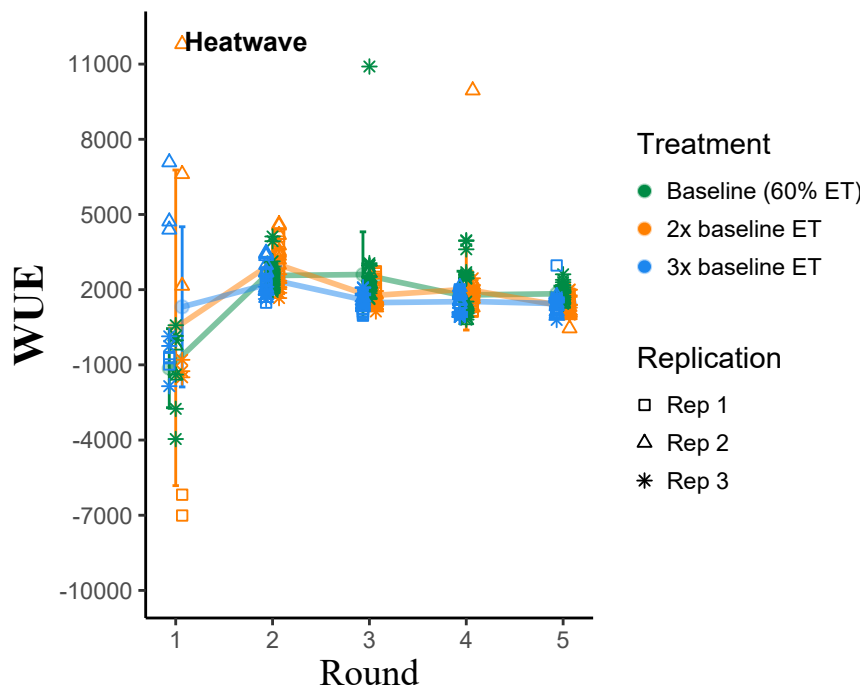 Heatwave
11000
8000
5000
2000
-1000
-4000
-7000
-10000
WUE
1 2 3 4 5
Round
Treatment
Baseline (60% ET)
2x baseline ET
3x baseline ET
Replication
Rep 1
Rep 2
Rep 3